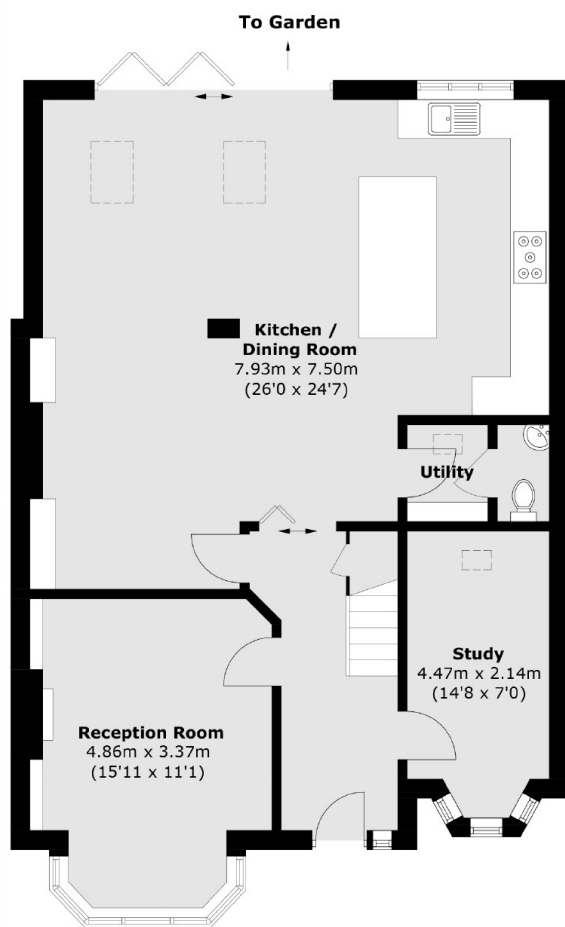 To Garden
Kitchen /
Dining Room
7.93m x 7.50m
(26'0 x 24'7)
Utility
Study
4.47m x 2.14m
(14'8 x 7'0)
Reception Room
4.86m x 3.37m
(15'11 x 11'1)